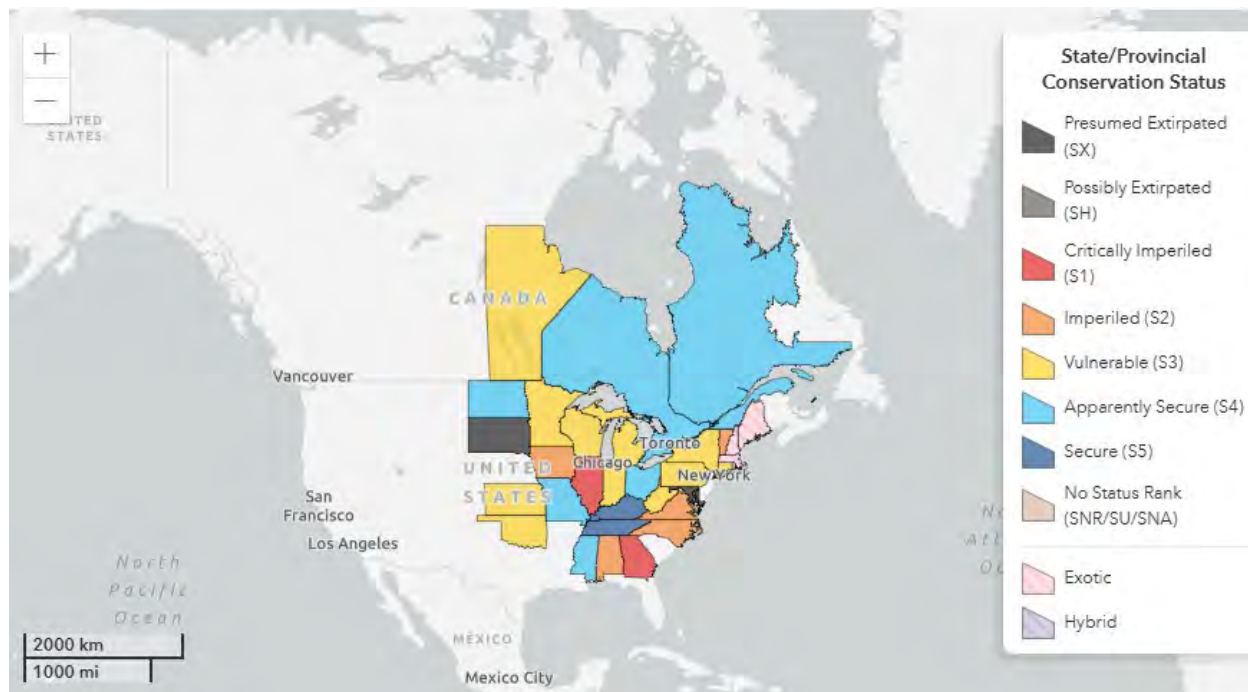 +
−
UNITED
STATES
CANADA
Vancouver
Toronto
Chicago
New York
UNITED
STATES
San
Francisco
Los Angeles
North
Pacific
Ocean
MÉXICO
Mexico City
2000 km
1000 mi
State/Provincial
Conservation Status
Presumed Extirpated
(SX)
Possibly Extirpated
(SH)
Critically Imperiled
(S1)
Imperiled (S2)
Vulnerable (S3)
Apparently Secure (S4)
Secure (S5)
No Status Rank
(SNR/SU/SNA)
Exotic
Hybrid